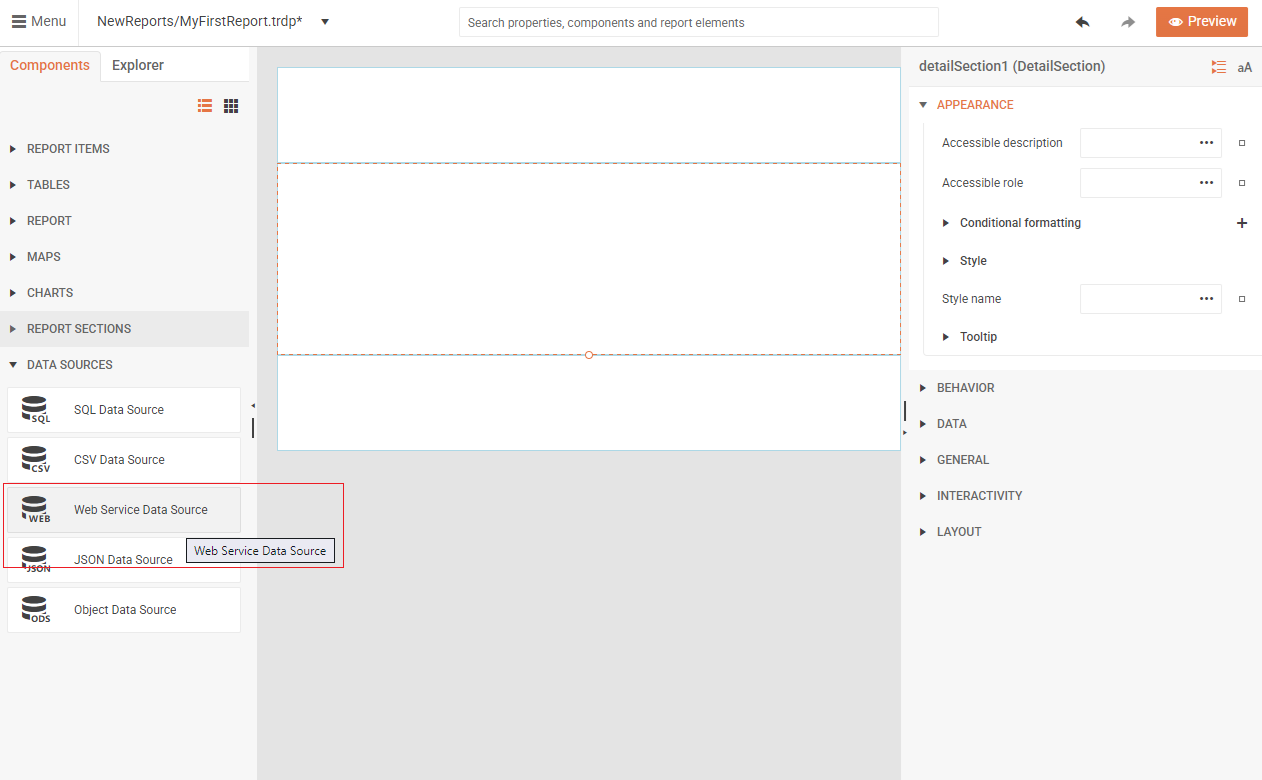 Menu
NewReports/MyFirstReport.trdp*
Search properties, components and report elements
Preview
Components
Explorer
REPORT ITEMS
TABLES
REPORT
MAPS
CHARTS
REPORT SECTIONS
DATA SOURCES
SQL
SQL Data Source
CSV
CSV Data Source
WEB
Web Service Data Source
Web Service Data Source
JSON
JSON Data Source
ODS
Object Data Source
detailSection1 (DetailSection)
aA
APPEARANCE
Accessible description
Accessible role
Conditional formatting
Style
Style name
Tooltip
BEHAVIOR
DATA
GENERAL
INTERACTIVITY
LAYOUT